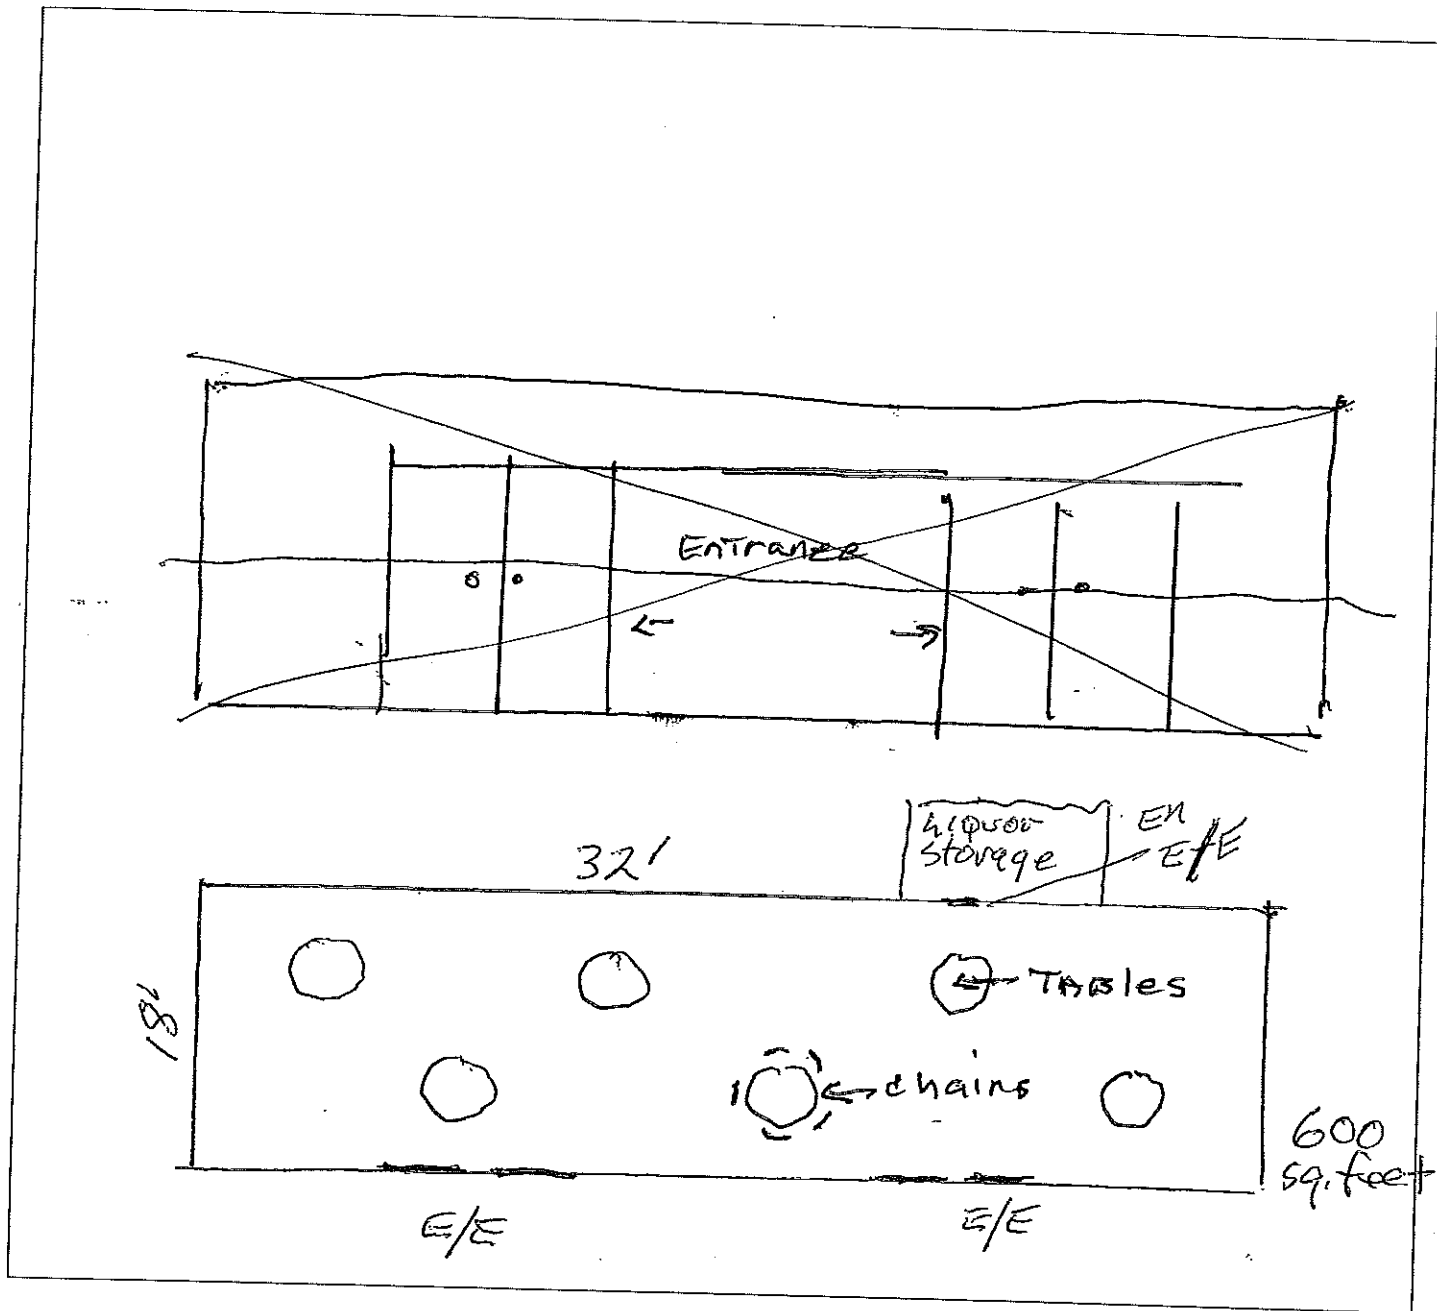 Entrance
Liquor
storage
EN
E/E
32'
18'
TABles
chairs
600
sq. feet
E/E
E/E